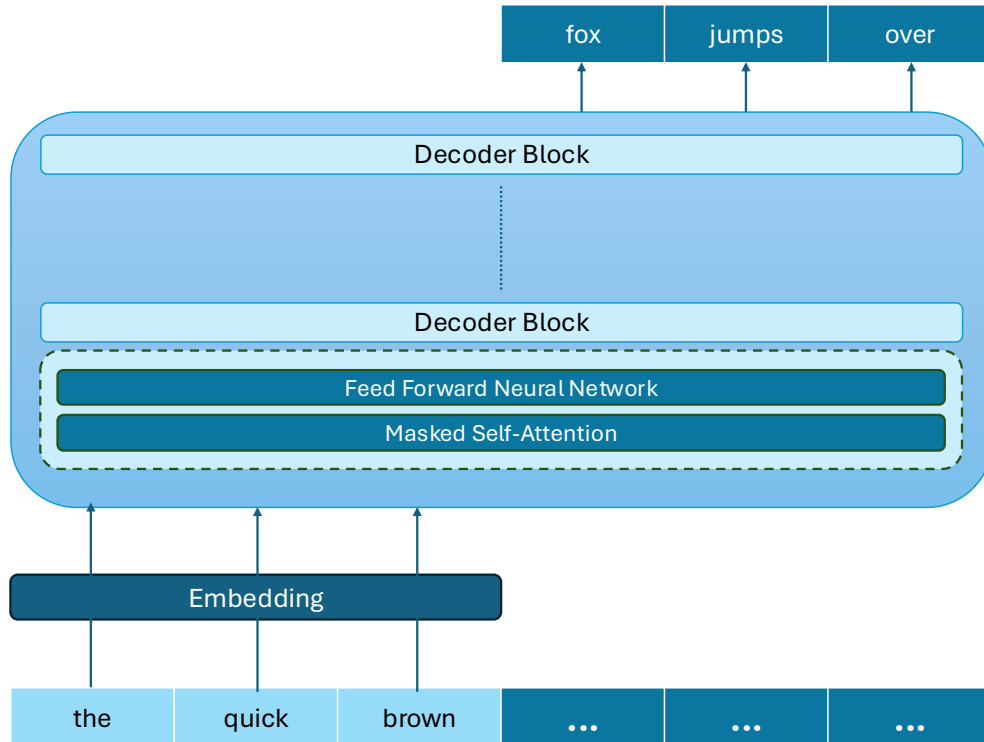 fox jumps over
Decoder Block
Decoder Block
Feed Forward Neural Network
Masked Self-Attention
Embedding
the quick brown ... ... ...